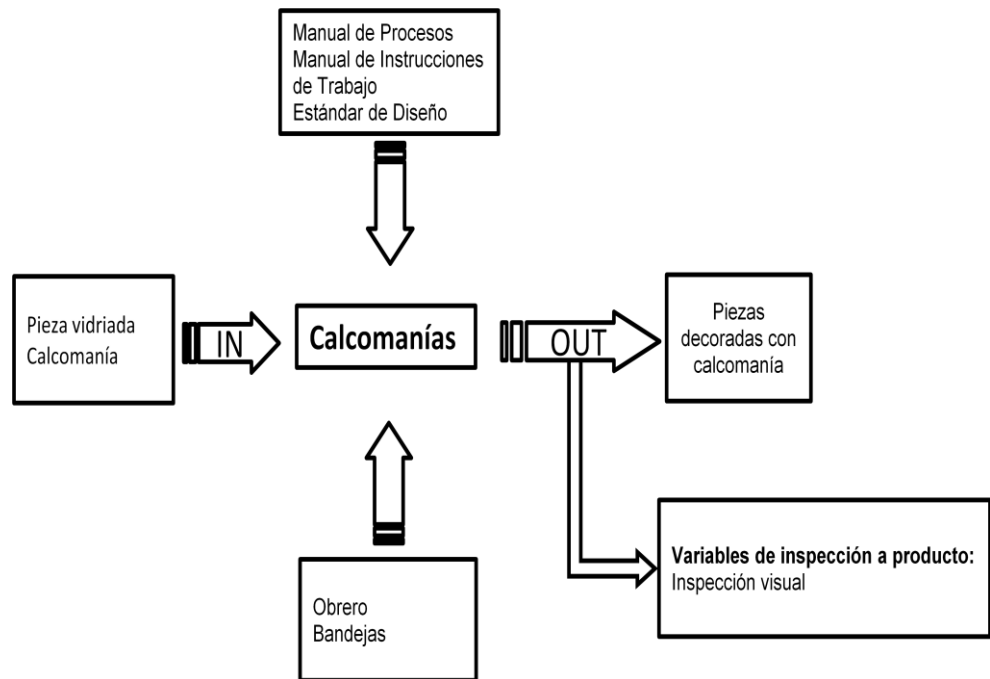 Manual de Procesos
Manual de Instrucciones
de Trabajo
Estándar de Diseño
Pieza vidriada
Calcomanía
IN
Calcomanías
OUT
Piezas
decoradas con
calcomanía
Obrero
Bandejas
Variables de inspección a producto:
Inspección visual